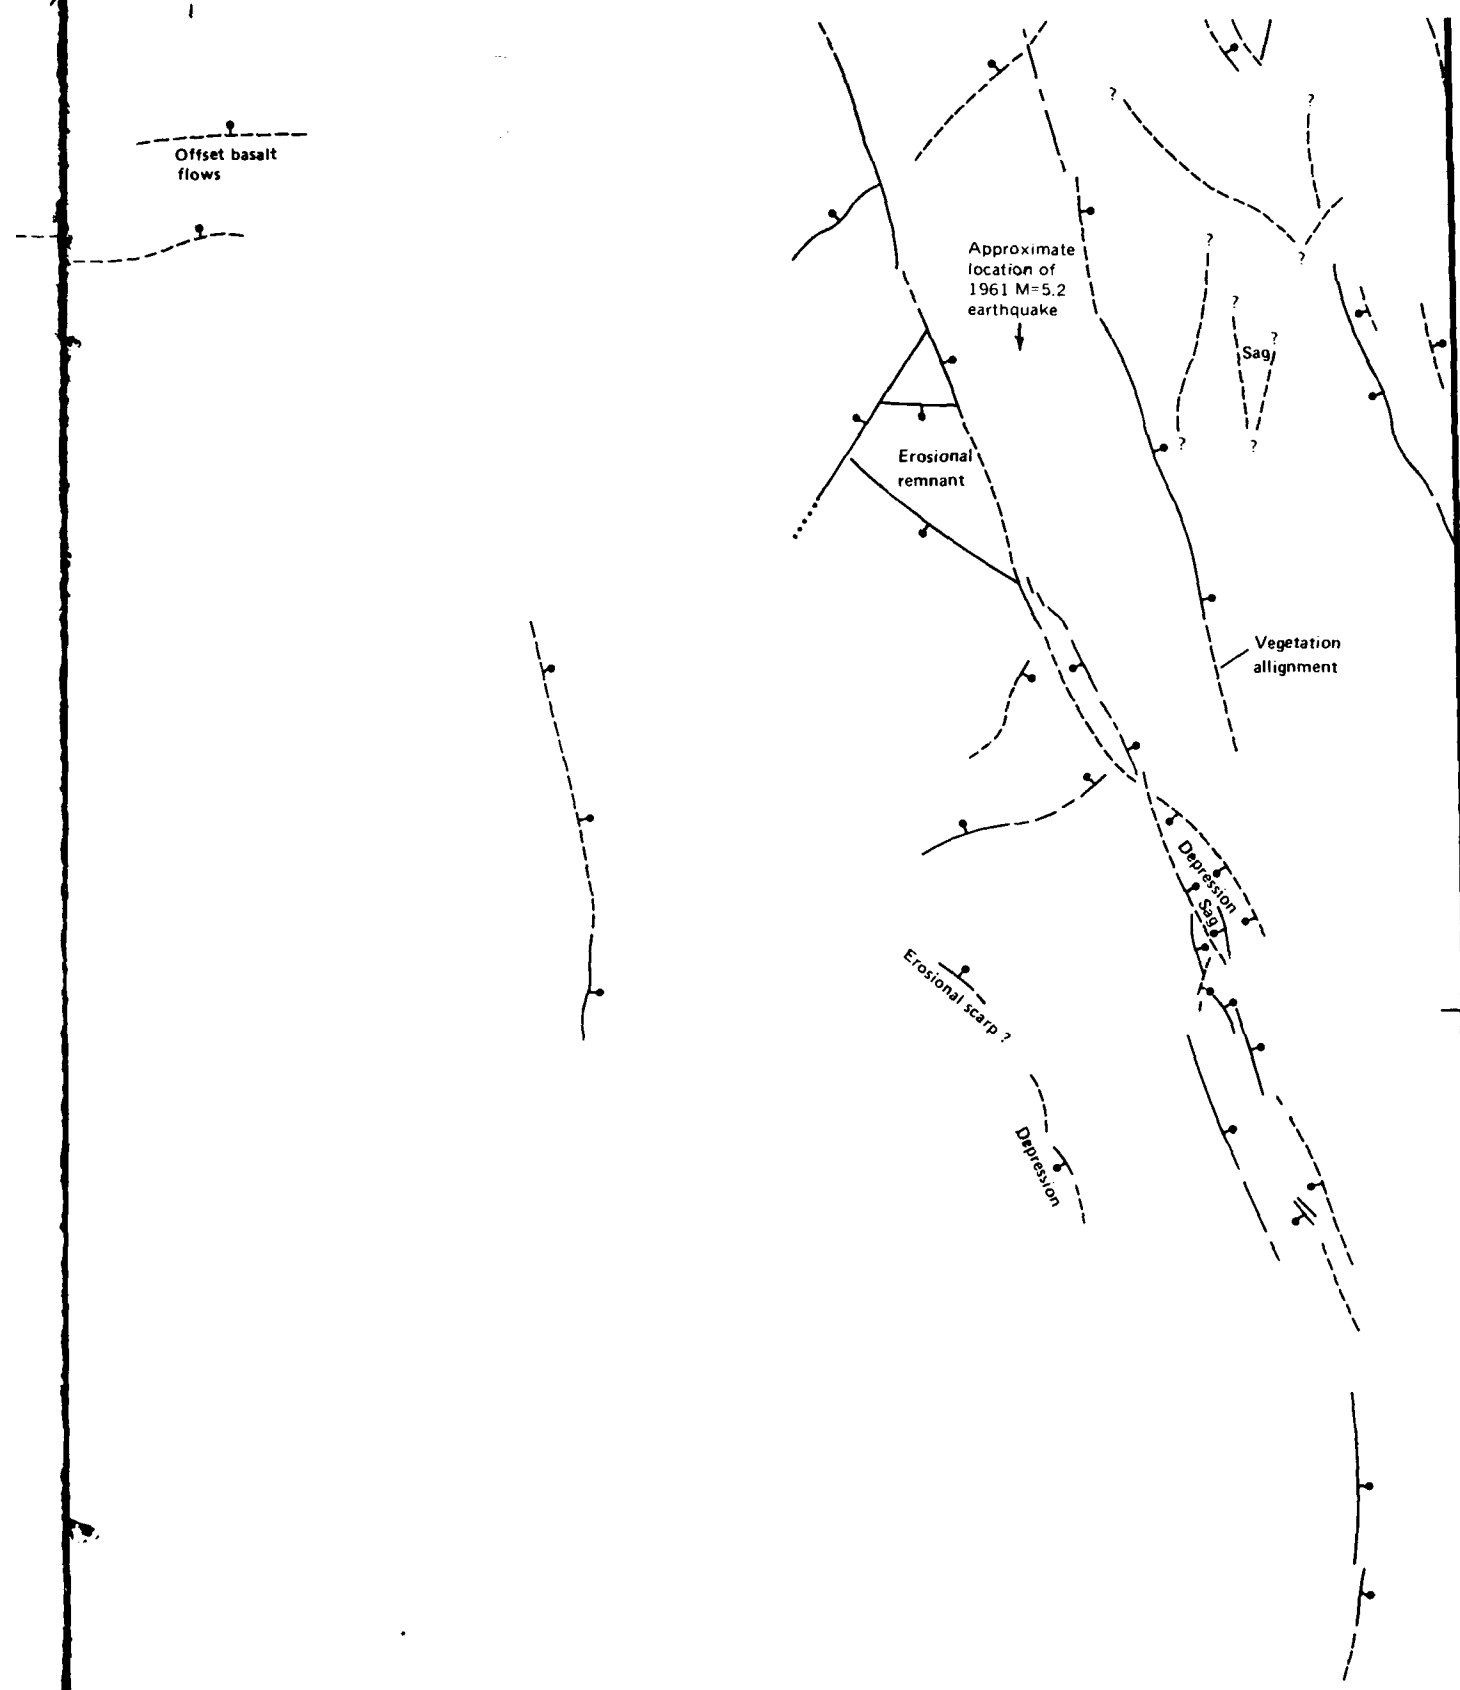 Offset basalt
flows
?
?
Approximate
location of
1961 M=5.2
earthquake
?
?
?
?
Sag
?
?
Erosional
remnant
Vegetation
allignment
Depression
Sag
Erosional scarp ?
Depression